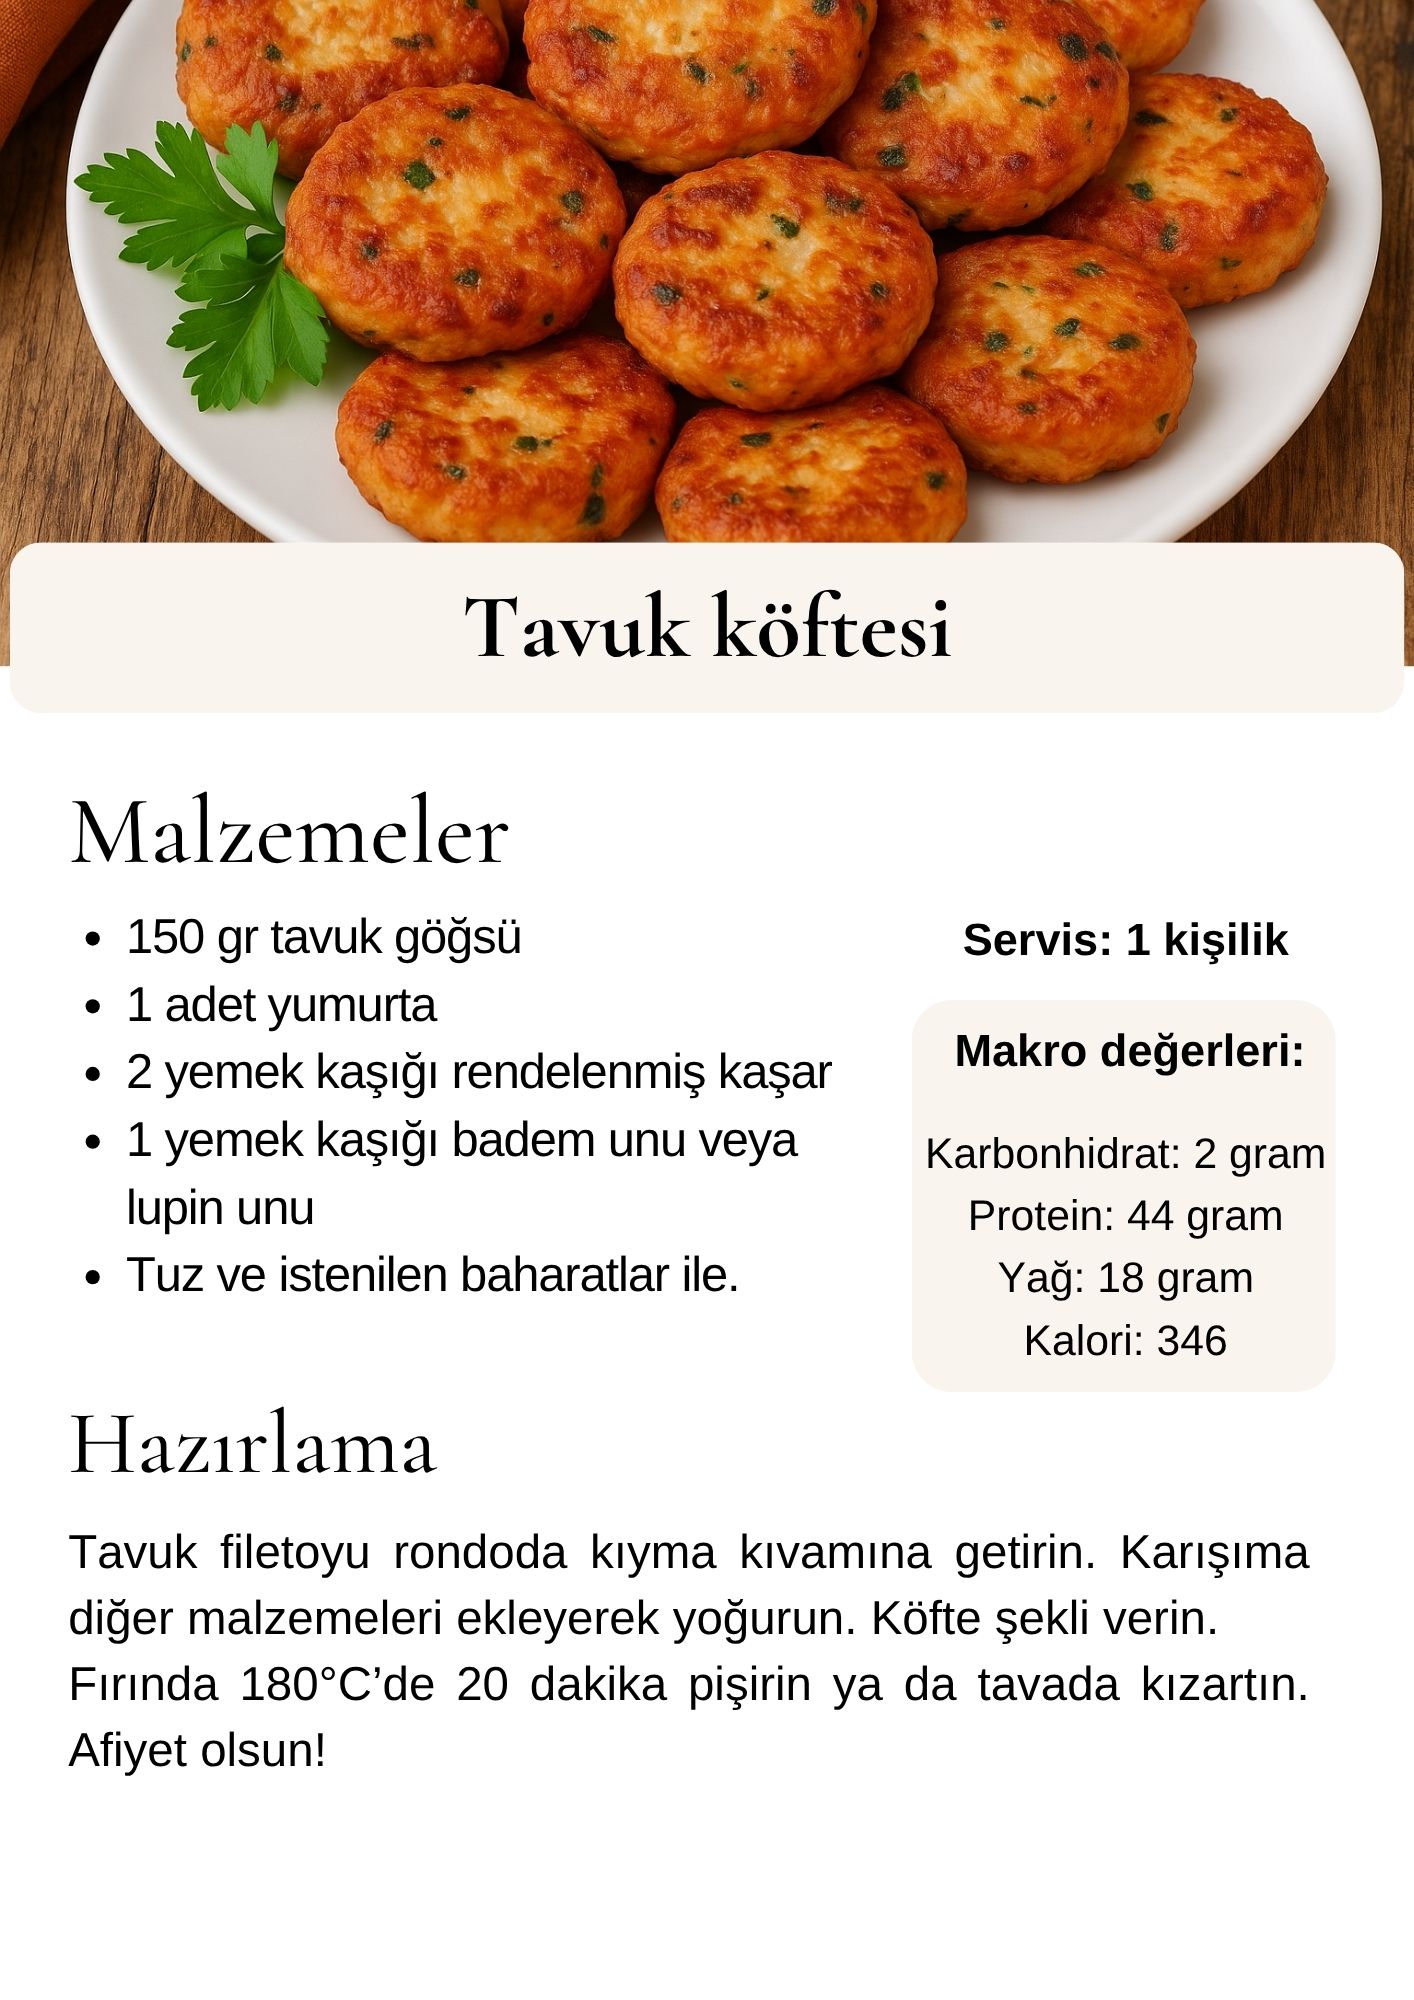 Tavuk köftesi
Malzemeler
• 150 gr tavuk göğsü
• 1 adet yumurta
• 2 yemek kaşığı rendelenmiş kaşar
• 1 yemek kaşığı badem unu veya
lupin unu
• Tuz ve istenilen baharatlar ile.
Servis: 1 kişilik
Makro değerleri:
Karbonhidrat: 2 gram
Protein: 44 gram
Yağ: 18 gram
Kalori: 346
Hazırlama
Tavuk filetoyu rondoda kıyma kıvamına getirin. Karışıma
diğer malzemeleri ekleyerek yoğurun. Köfte şekli verin.
Fırında 180°C’de 20 dakika pişirin ya da tavada kızartın.
Afiyet olsun!